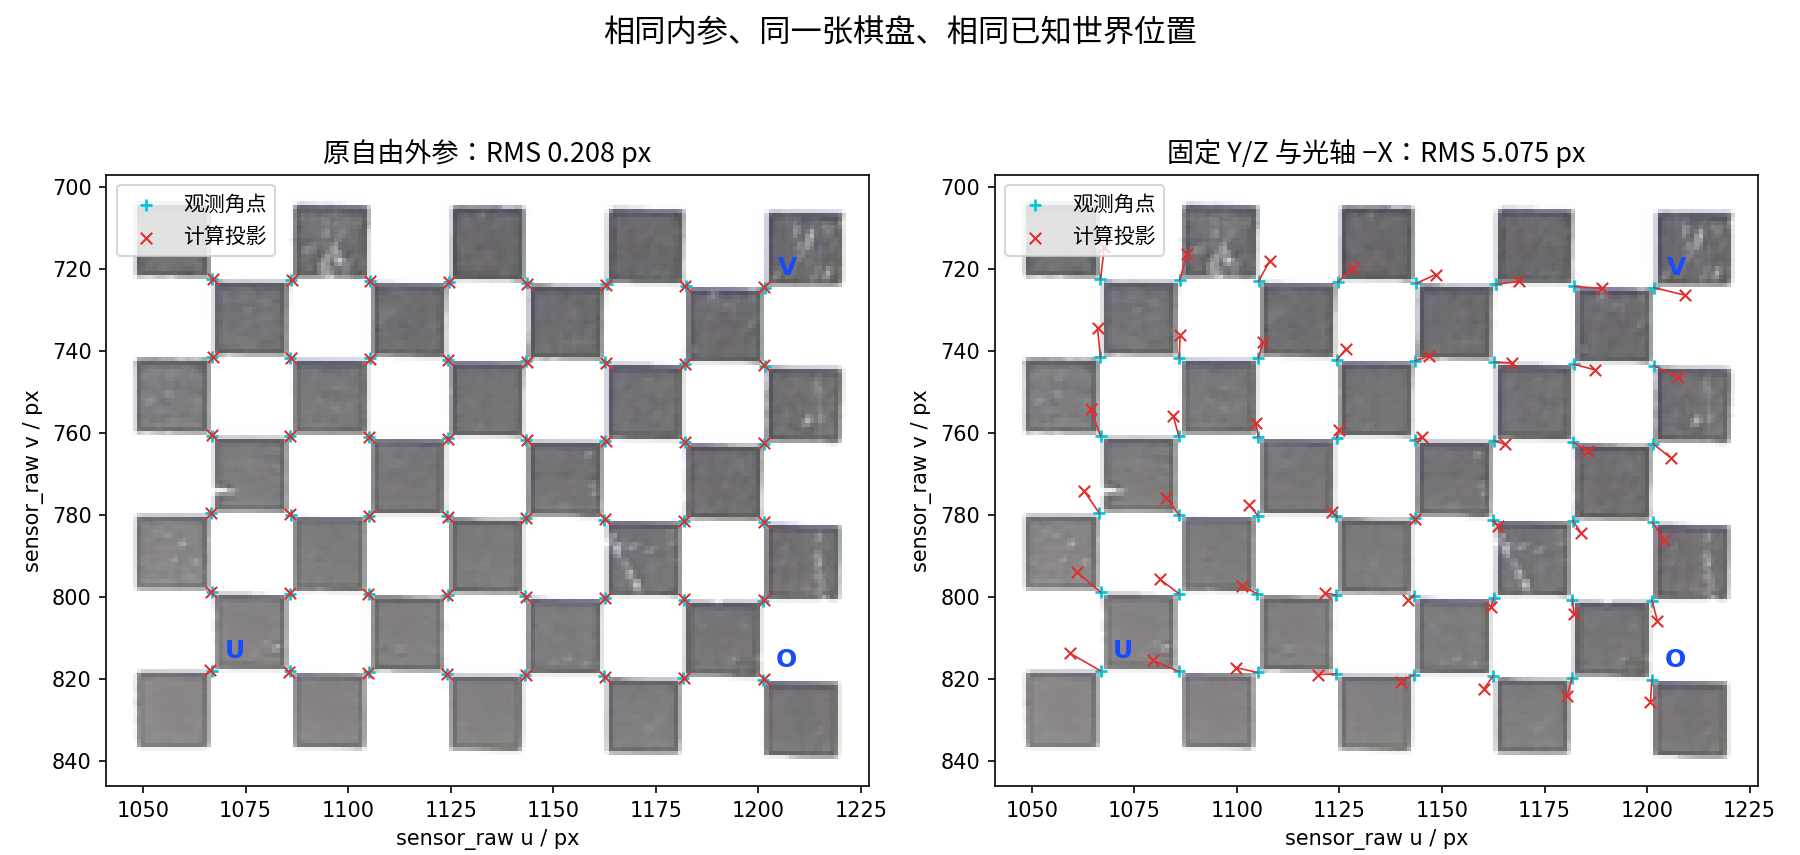 相同内参、同一张棋盘、相同已知世界位置
原自由外参：RMS 0.208 px
观测角点
计算投影
V
U
O
700
720
740
760
780
800
820
840
sensor_raw v / px
1050
1075
1100
1125
1150
1175
1200
1225
sensor_raw u / px
固定 Y/Z 与光轴 −X：RMS 5.075 px
观测角点
计算投影
V
U
O
700
720
740
760
780
800
820
840
sensor_raw v / px
1050
1075
1100
1125
1150
1175
1200
1225
sensor_raw u / px